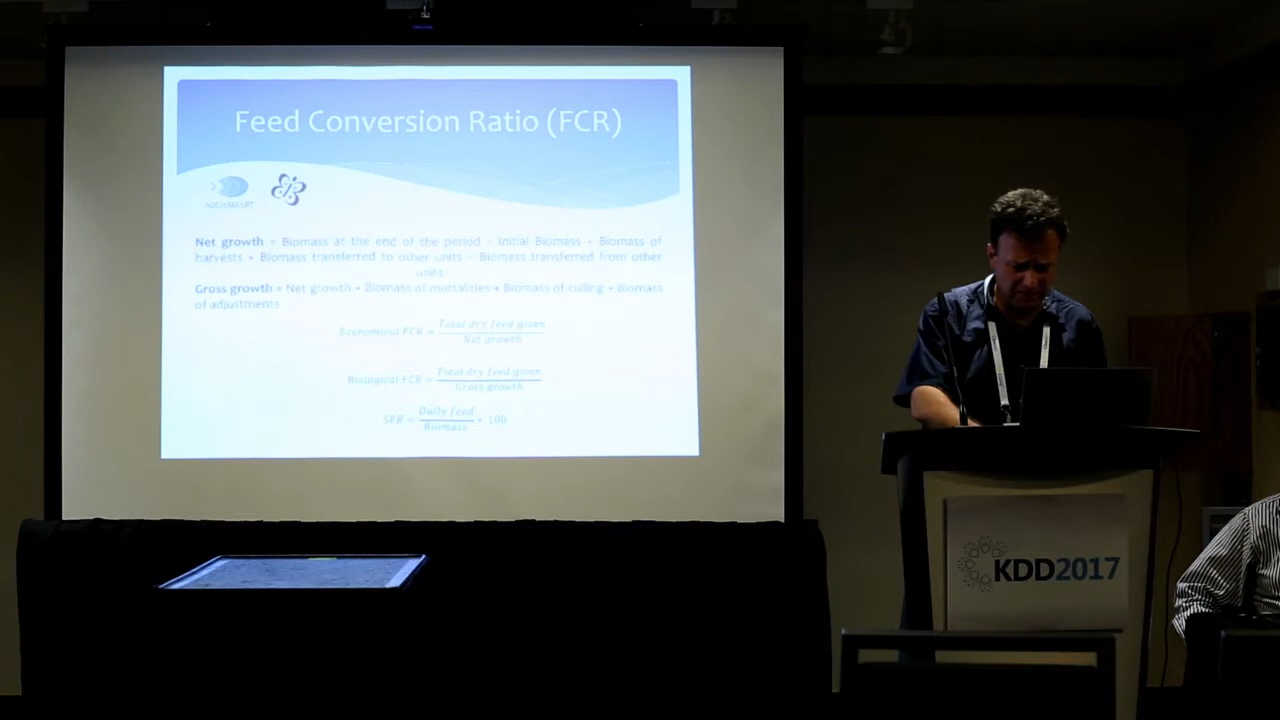 Feed Conversion Ratio (FCR)
AQUASMART
Net growth = Biomass at the end of the period – Initial Biomass + Biomass of
harvests + Biomass transferred to other units – Biomass transferred from other
units
Gross growth = Net growth + Biomass of mortalities + Biomass of culling + Biomass
of adjustments
Economical FCR = Total dry feed given
Net growth
Biological FCR = Total dry feed given
Gross growth
SFR = Daily feed
Biomass * 100
KDD2017